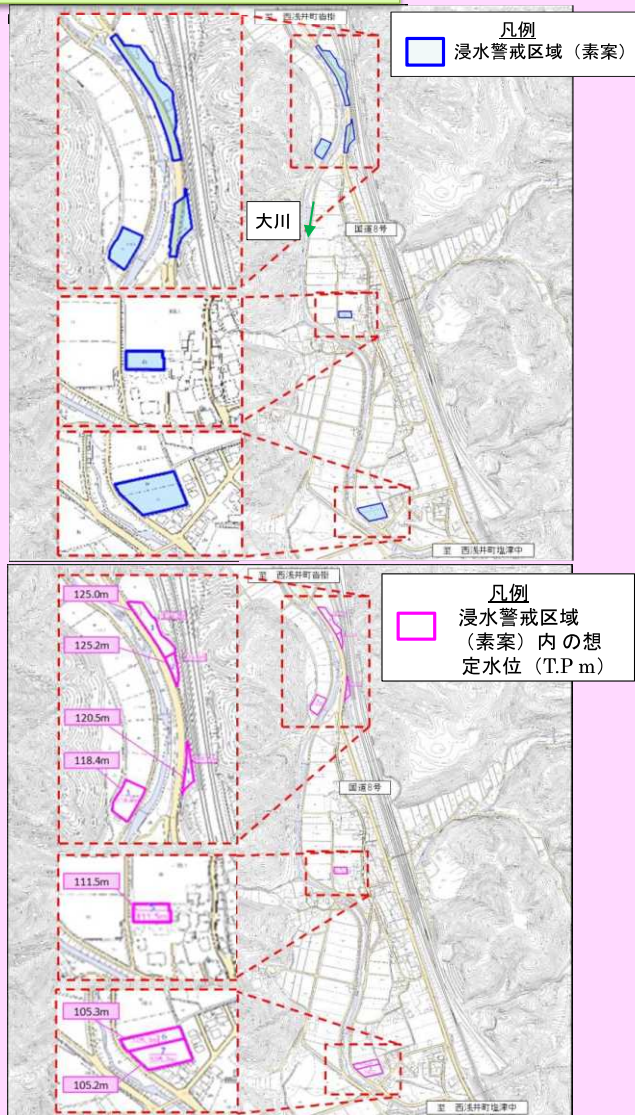 至 西浅井町沓掛
凡例
浸水警戒区域（素案）
大川
国道8号
至 西浅井町塩津中
至 西浅井町沓掛
凡例
浸水警戒区域
（素案）内の想
定水位（T.P m）
125.0m
125.2m
120.5m
118.4m
国道8号
111.5m
105.3m
105.2m
至 西浅井町塩津中